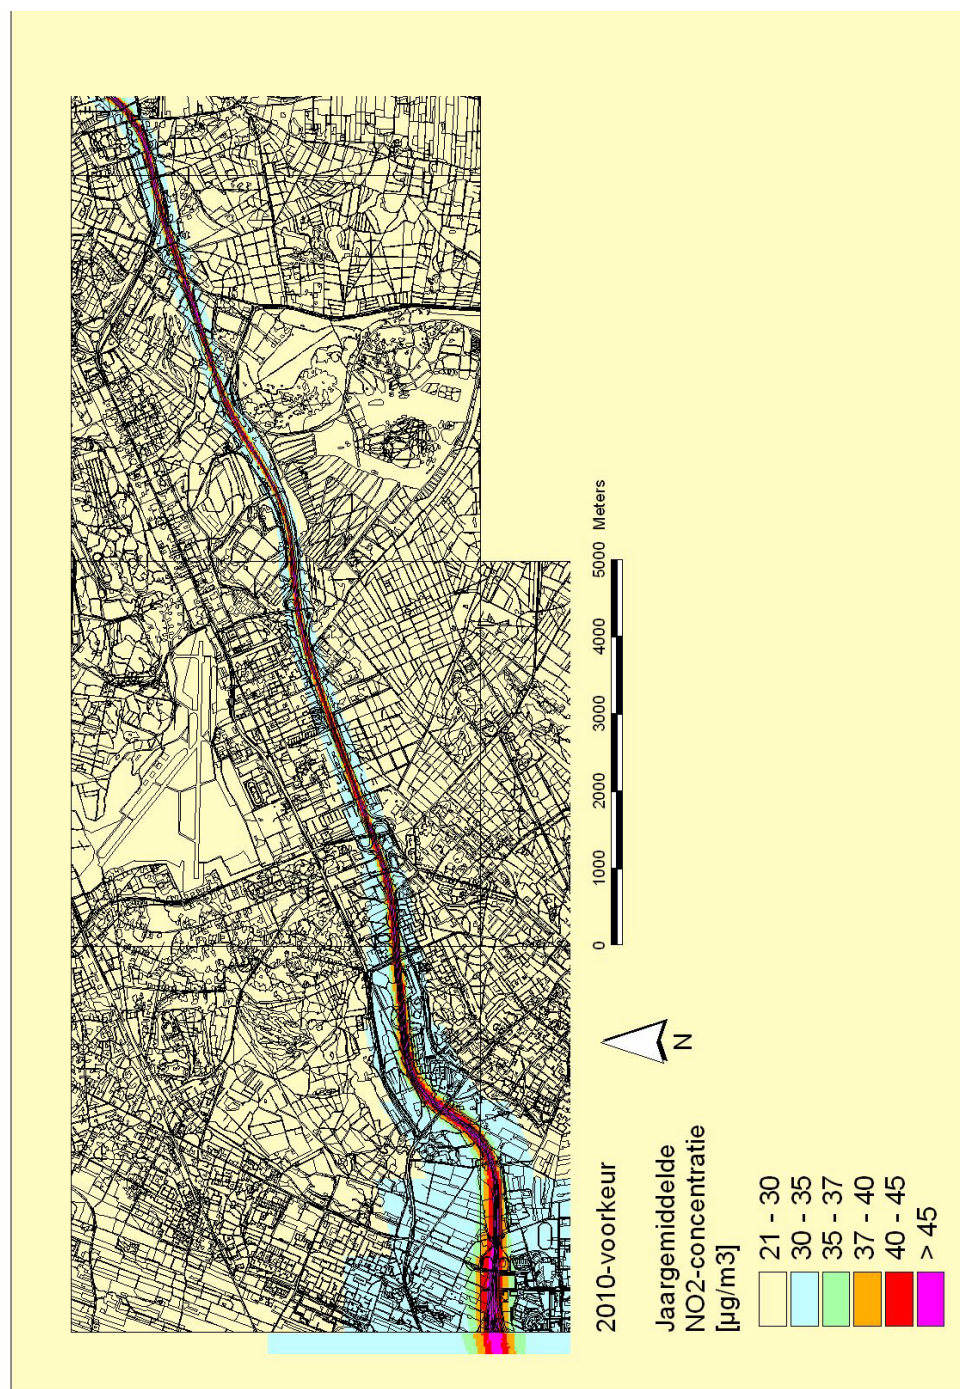 0 1000 2000 3000 4000 5000 Meters
N
2010-voorkeur
Jaargemiddelde
NO2-concentratie
[µg/m3]
21 - 30
30 - 35
35 - 37
37 - 40
40 - 45
> 45